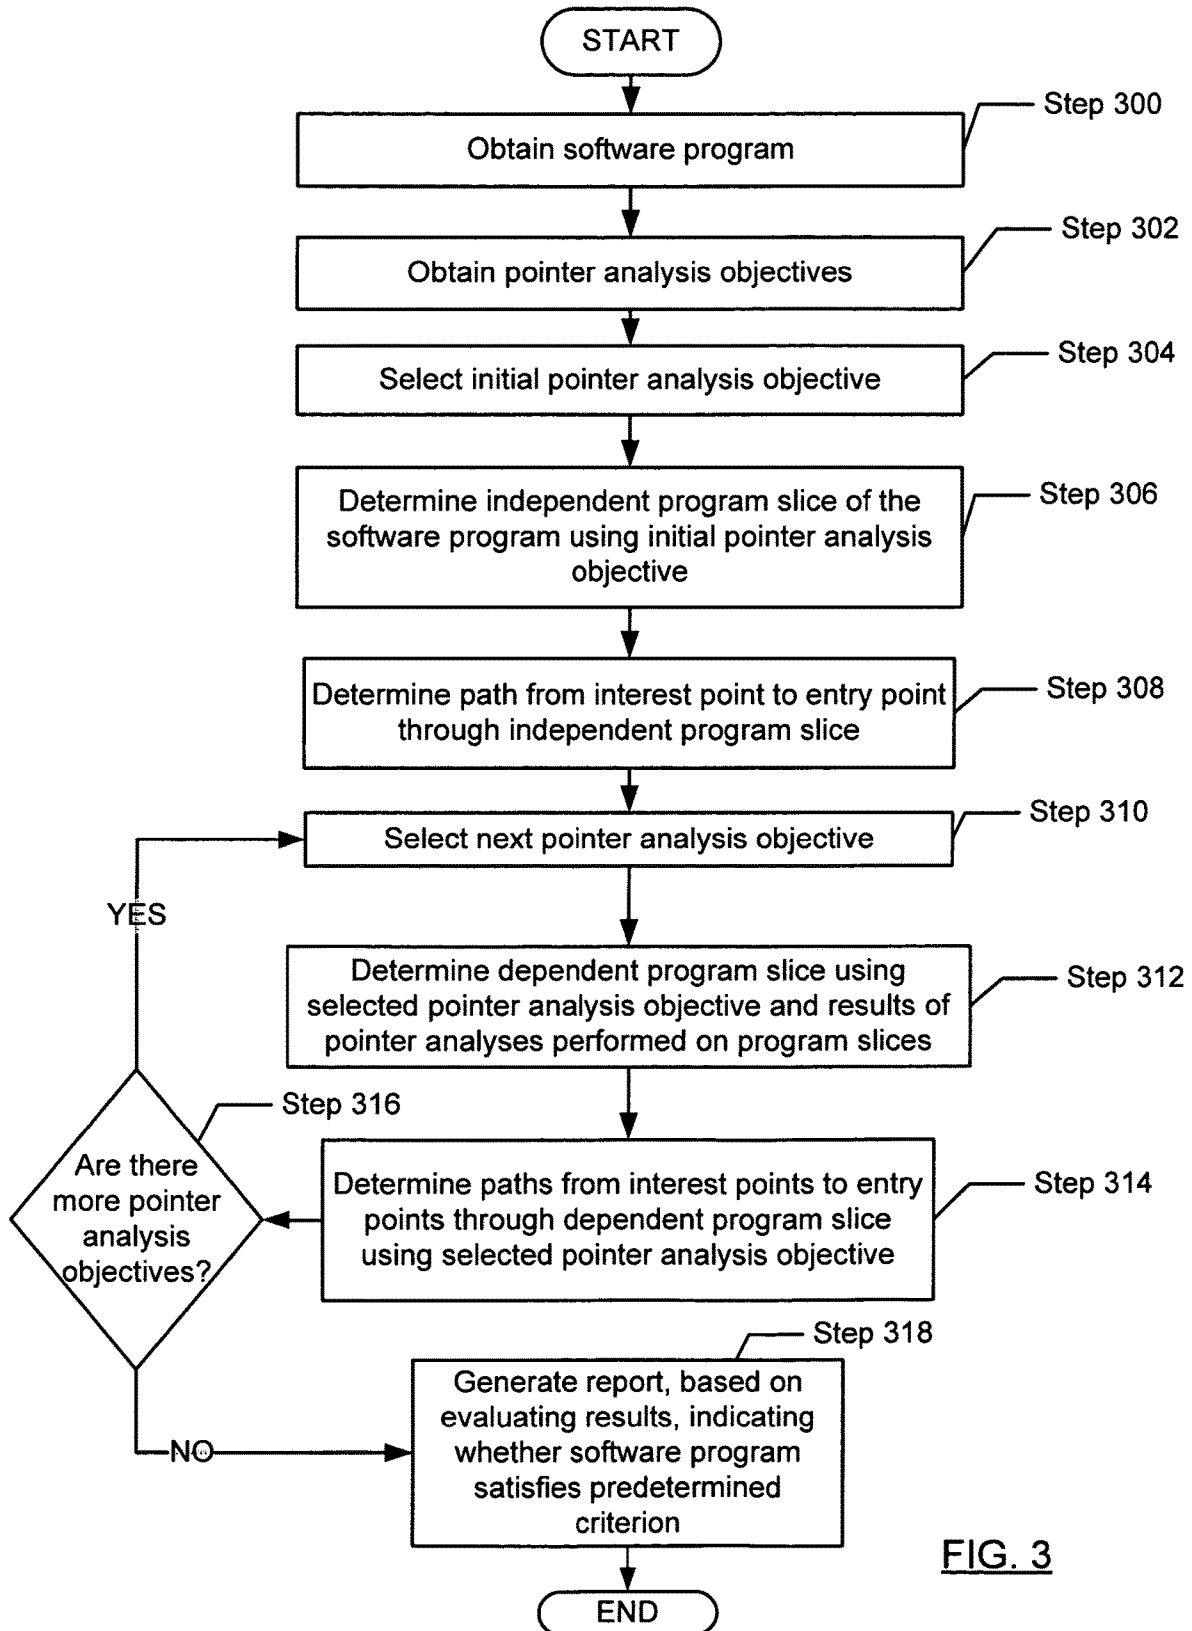 START
Step 300
Obtain software program
Step 302
Obtain pointer analysis objectives
Step 304
Select initial pointer analysis objective
Step 306
Determine independent program slice of the
software program using initial pointer analysis
objective
Step 308
Determine path from interest point to entry point
through independent program slice
Step 310
Select next pointer analysis objective
YES
Step 312
Determine dependent program slice using
selected pointer analysis objective and results of
pointer analyses performed on program slices
Step 316
Are there
more pointer
analysis
objectives?
Step 314
Determine paths from interest points to entry
points through dependent program slice
using selected pointer analysis objective
Step 318
Generate report, based on
evaluating results, indicating
whether software program
satisfies predetermined
criterion
NO
FIG. 3
END